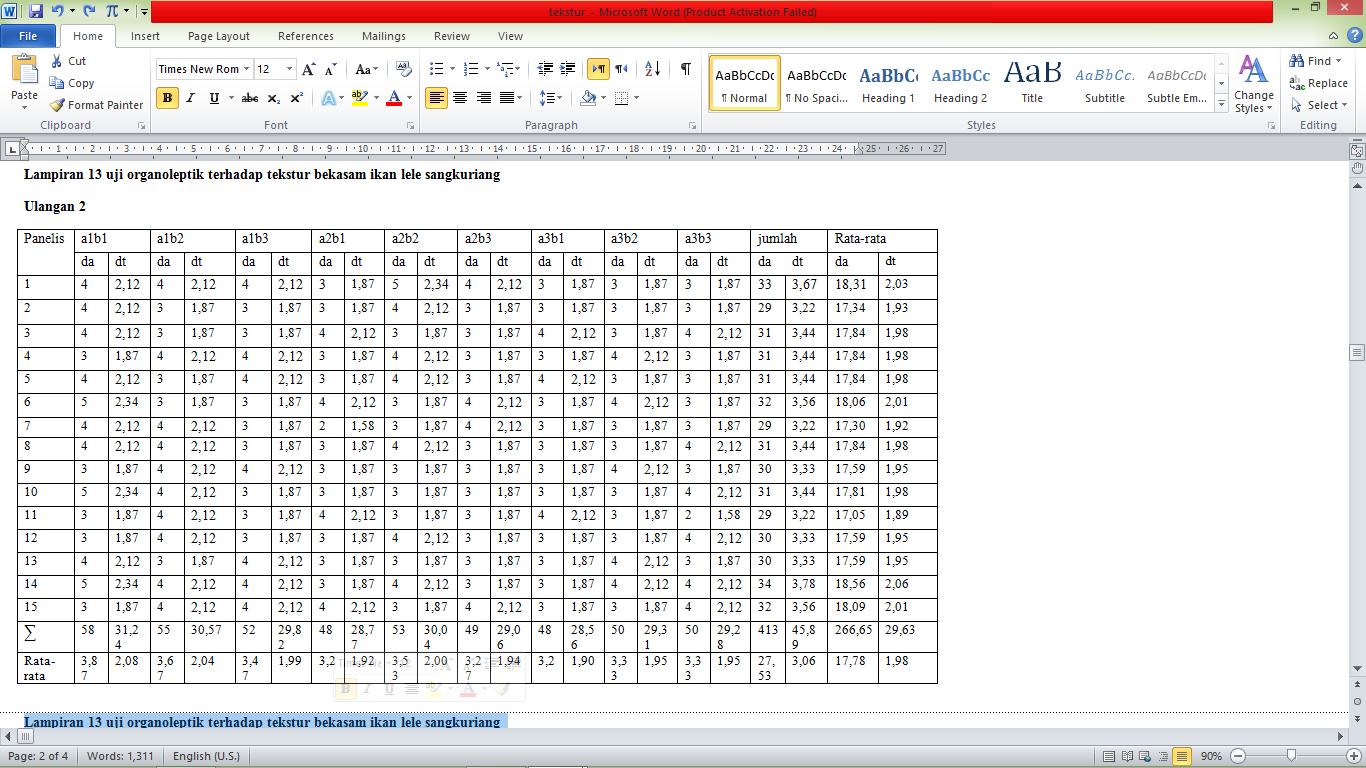 tekstur - Microsoft Word (Product Activation Failed)
File Home Insert Page Layout References Mailings Review View
Paste Cut Copy Format Painter
Times New Rom 12
AaBbCcDc AaBbCcDc AaBbCc AaBbCc AaB AaBbCc. AaBbCcDc
¶ Normal ¶ No Spaci... Heading 1 Heading 2 Title Subtitle Subtle Em...
Change Styles
Find Replace Select
Clipboard Font Paragraph Styles Editing
1 2 3 4 5 6 7 8 9 10 11 12 13 14 15 16 17 18 19 20 21 22 23 24 25 26 27
Lampiran 13 uji organoleptik terhadap tekstur bekasam ikan lele sangkuriang
Ulangan 2
Panelis a1b1 a1b2 a1b3 a2b1 a2b2 a2b3 a3b1 a3b2 a3b3 jumlah Rata-rata
da dt da dt da dt da dt da dt da dt da dt da dt da dt da dt da dt
1 4 2,12 4 2,12 4 2,12 3 1,87 5 2,34 4 2,12 3 1,87 3 1,87 3 1,87 33 3,67 18,31 2,03
2 4 2,12 3 1,87 3 1,87 3 1,87 4 2,12 3 1,87 3 1,87 3 1,87 3 1,87 29 3,22 17,34 1,93
3 4 2,12 3 1,87 3 1,87 4 2,12 3 1,87 3 1,87 4 2,12 3 1,87 4 2,12 31 3,44 17,84 1,98
4 3 1,87 4 2,12 4 2,12 3 1,87 4 2,12 3 1,87 3 1,87 4 2,12 3 1,87 31 3,44 17,84 1,98
5 4 2,12 3 1,87 4 2,12 3 1,87 4 2,12 3 1,87 4 2,12 3 1,87 3 1,87 31 3,44 17,84 1,98
6 5 2,34 3 1,87 3 1,87 4 2,12 3 1,87 4 2,12 3 1,87 4 2,12 3 1,87 32 3,56 18,06 2,01
7 4 2,12 4 2,12 3 1,87 2 1,58 3 1,87 4 2,12 3 1,87 3 1,87 3 1,87 29 3,22 17,30 1,92
8 4 2,12 4 2,12 3 1,87 3 1,87 4 2,12 3 1,87 3 1,87 3 1,87 4 2,12 31 3,44 17,84 1,98
9 3 1,87 4 2,12 4 2,12 3 1,87 3 1,87 3 1,87 3 1,87 4 2,12 3 1,87 30 3,33 17,59 1,95
10 5 2,34 4 2,12 3 1,87 3 1,87 3 1,87 3 1,87 3 1,87 3 1,87 4 2,12 31 3,44 17,81 1,98
11 3 1,87 4 2,12 3 1,87 4 2,12 3 1,87 3 1,87 4 2,12 3 1,87 2 1,58 29 3,22 17,05 1,89
12 3 1,87 4 2,12 3 1,87 3 1,87 4 2,12 3 1,87 3 1,87 3 1,87 4 2,12 30 3,33 17,59 1,95
13 4 2,12 3 1,87 4 2,12 3 1,87 3 1,87 3 1,87 3 1,87 4 2,12 3 1,87 30 3,33 17,59 1,95
14 5 2,34 4 2,12 4 2,12 3 1,87 4 2,12 3 1,87 3 1,87 4 2,12 4 2,12 34 3,78 18,56 2,06
15 3 1,87 4 2,12 4 2,12 4 2,12 3 1,87 4 2,12 3 1,87 3 1,87 4 2,12 32 3,56 18,09 2,01
∑ 58 31,24 55 30,57 52 29,82 48 28,77 53 30,04 49 29,06 48 28,56 50 29,31 50 29,28 413 45,89 266,65 29,63
Rata-rata 3,87 2,08 3,67 2,04 3,47 1,99 3,2 1,92 3,53 2,00 3,27 1,94 3,2 1,90 3,33 1,95 3,33 1,95 27,53 3,06 17,78 1,98
Lampiran 13 uji organoleptik terhadap tekstur bekasam ikan lele sangkuriang
Page: 2 of 4 Words: 1,311 English (U.S.) 90%